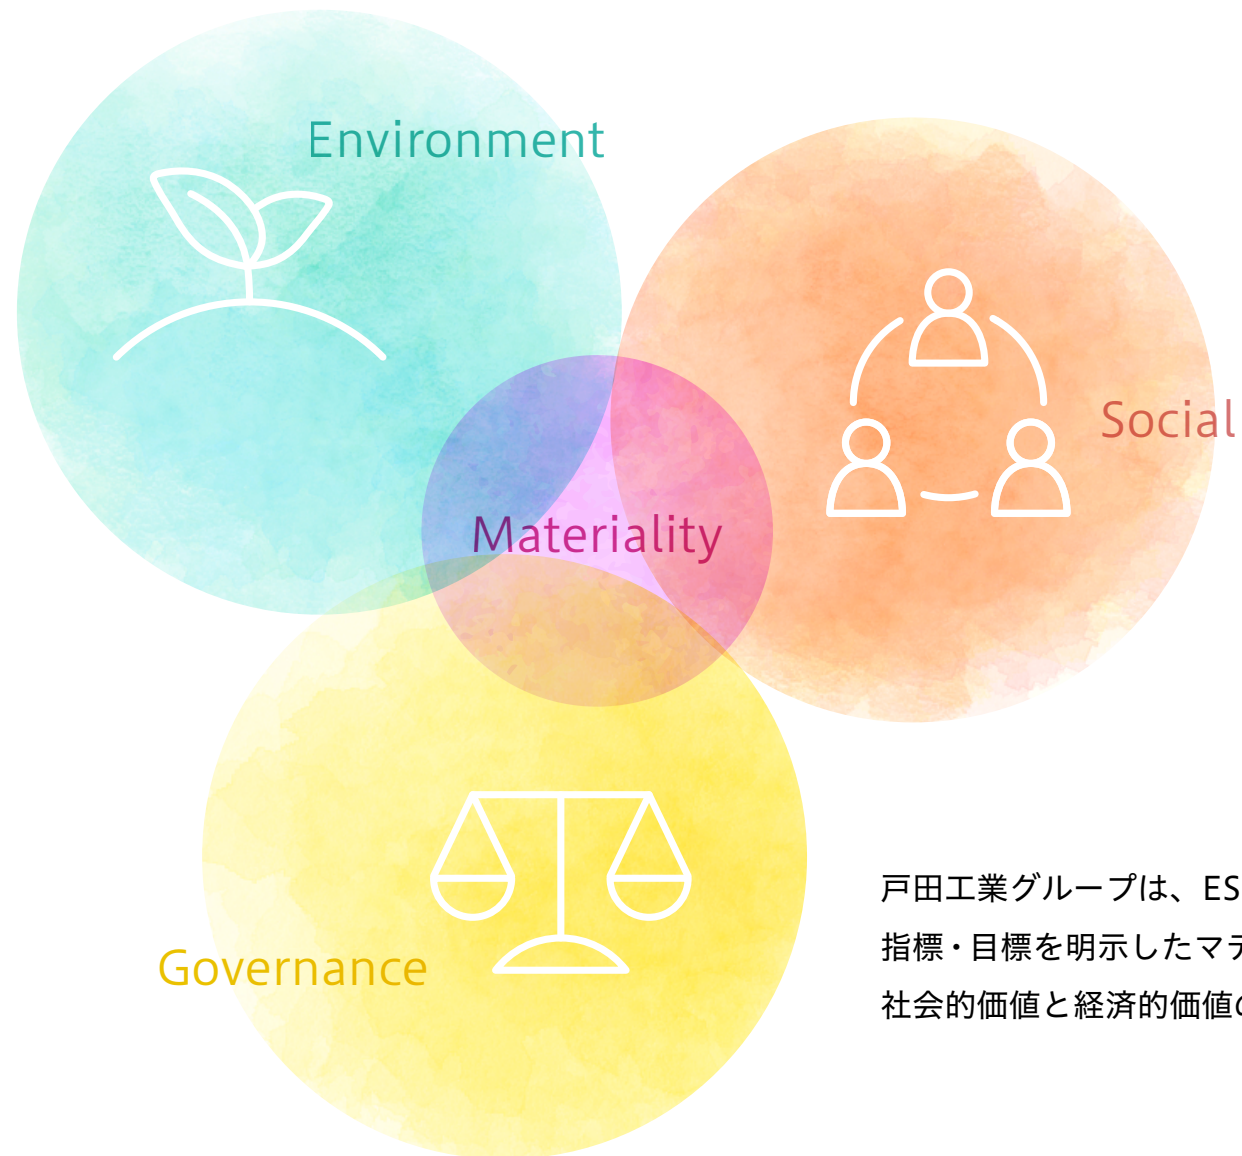 Environment
Social
Materiality
Governance
戸田工業グループは、ES
指標・目標を明示したマテ
社会的価値と経済的価値の